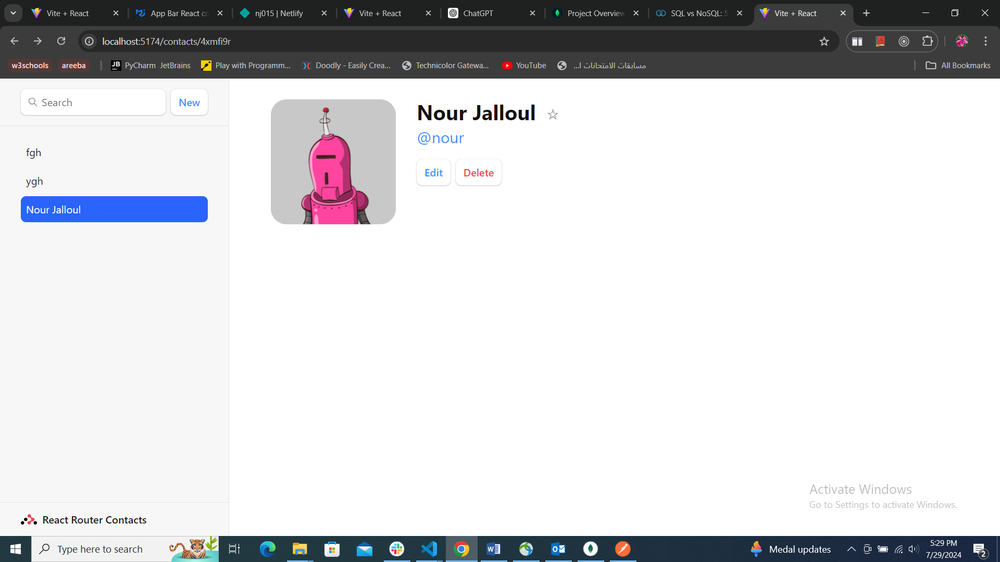 Vite + React
App Bar React co
nj015 | Netlify
Vite + React
ChatGPT
Project Overview
SQL vs NoSQL: 5
Vite + React
localhost:5174/contacts/4xmfi9r
w3schools
areeba
JB
PyCharm JetBrains
Play with Programm...
Doodly - Easily Crea...
Technicolor Gatewa...
YouTube
مسابقات الامتحانات ا...
All Bookmarks
Search
New
fgh
ygh
Nour Jalloul
Nour Jalloul ☆
@nour
Edit
Delete
React Router Contacts
Activate Windows
Go to Settings to activate Windows.
Type here to search
Medal updates
5:29 PM
7/29/2024
2